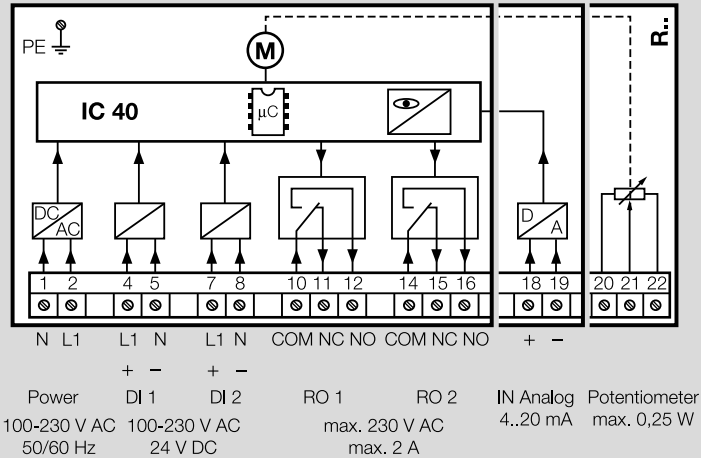 PE
M
R..
IC 40
µC
DC
AC
D
A
1 2 4 5 7 8 10 11 12 14 15 16 18 19 20 21 22
N L1 L1 N L1 N COM NC NO COM NC NO + −
+ − + −
Power DI 1 DI 2 RO 1 RO 2 IN Analog Potentiometer
100-230 V AC 100-230 V AC max. 230 V AC 4..20 mA max. 0,25 W
50/60 Hz 24 V DC max. 2 A